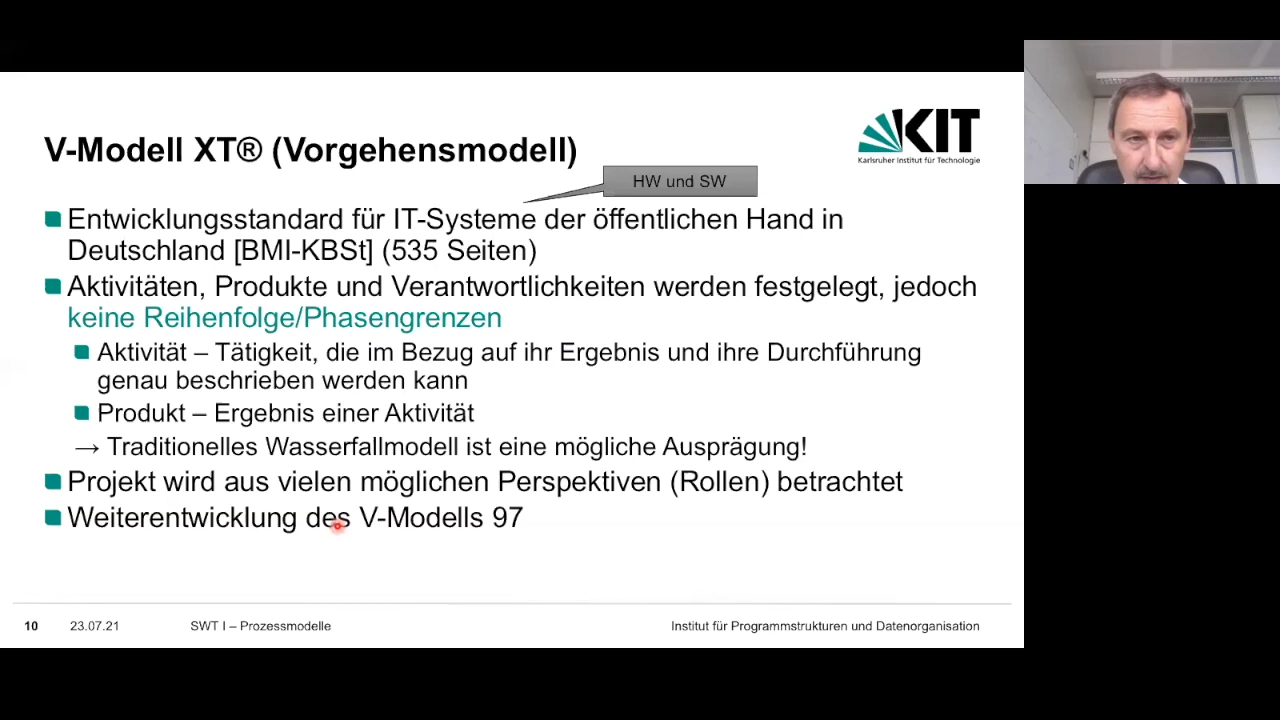 V-Modell XT® (Vorgehensmodell)
KIT
Karlsruher Institut für Technologie
HW und SW
Entwicklungsstandard für IT-Systeme der öffentlichen Hand in
Deutschland [BMI-KBSt] (535 Seiten)
Aktivitäten, Produkte und Verantwortlichkeiten werden festgelegt, jedoch
keine Reihenfolge/Phasengrenzen
Aktivität – Tätigkeit, die im Bezug auf ihr Ergebnis und ihre Durchführung
genau beschrieben werden kann
Produkt – Ergebnis einer Aktivität
→ Traditionelles Wasserfallmodell ist eine mögliche Ausprägung!
Projekt wird aus vielen möglichen Perspektiven (Rollen) betrachtet
Weiterentwicklung des V-Modells 97
10 23.07.21 SWT I – Prozessmodelle Institut für Programmstrukturen und Datenorganisation